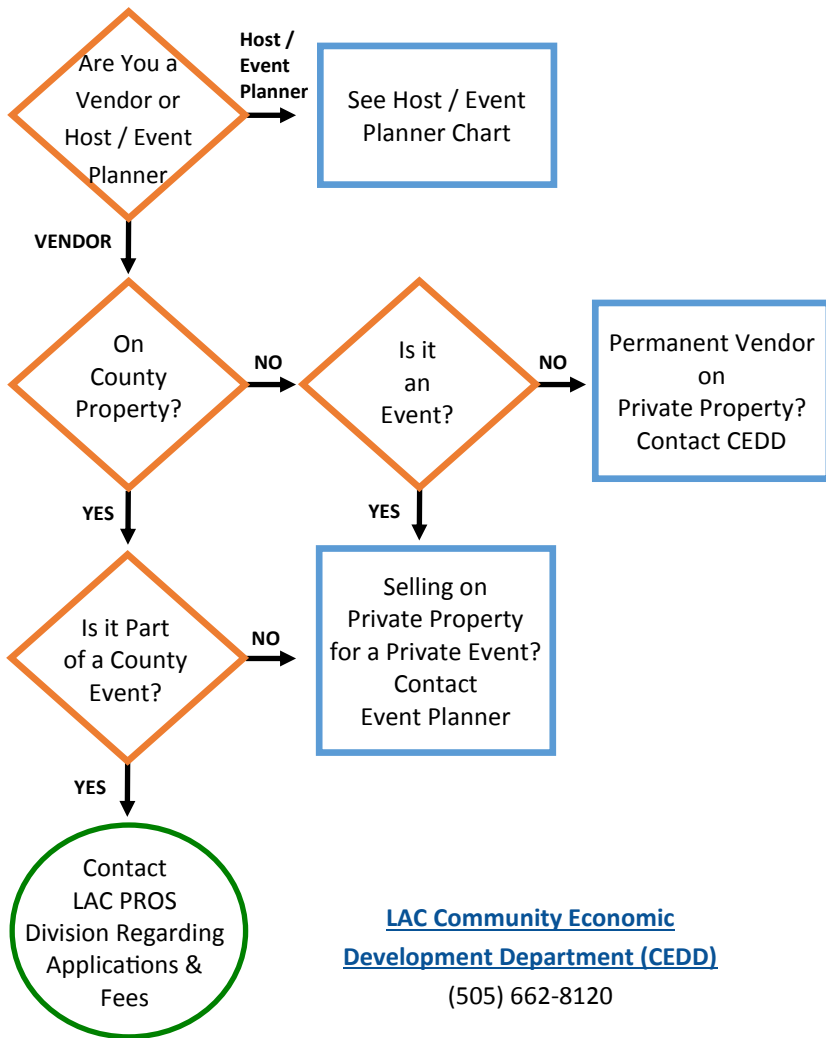 Are You a
Vendor or
Host / Event
Planner
Host /
Event
Planner
See Host / Event
Planner Chart
VENDOR
On
County
Property?
NO
Is it
an
Event?
NO
Permanent Vendor
on
Private Property?
Contact CEDD
YES
YES
Is it Part
of a County
Event?
NO
Selling on
Private Property
for a Private Event?
Contact
Event Planner
YES
Contact
LAC PROS
Division Regarding
Applications &
Fees
LAC Community Economic
Development Department (CEDD)
(505) 662-8120